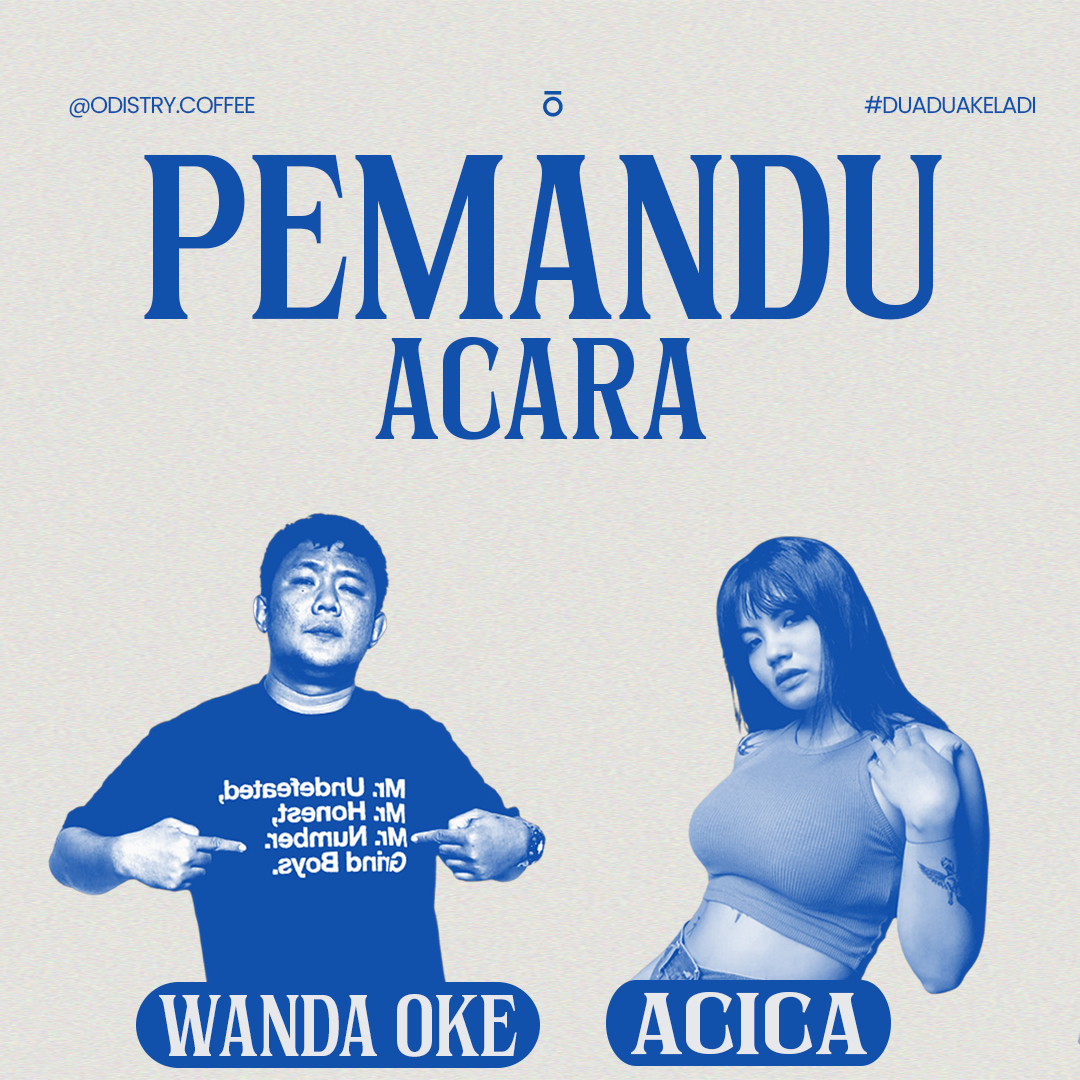 @ODISTRY.COFFEE ō #DUADUAKELADI
PEMANDU
ACARA
Mr. Undefeated,
Mr. Honest,
Mr. Number.
Grind Boys.
WANDA OKE ACICA